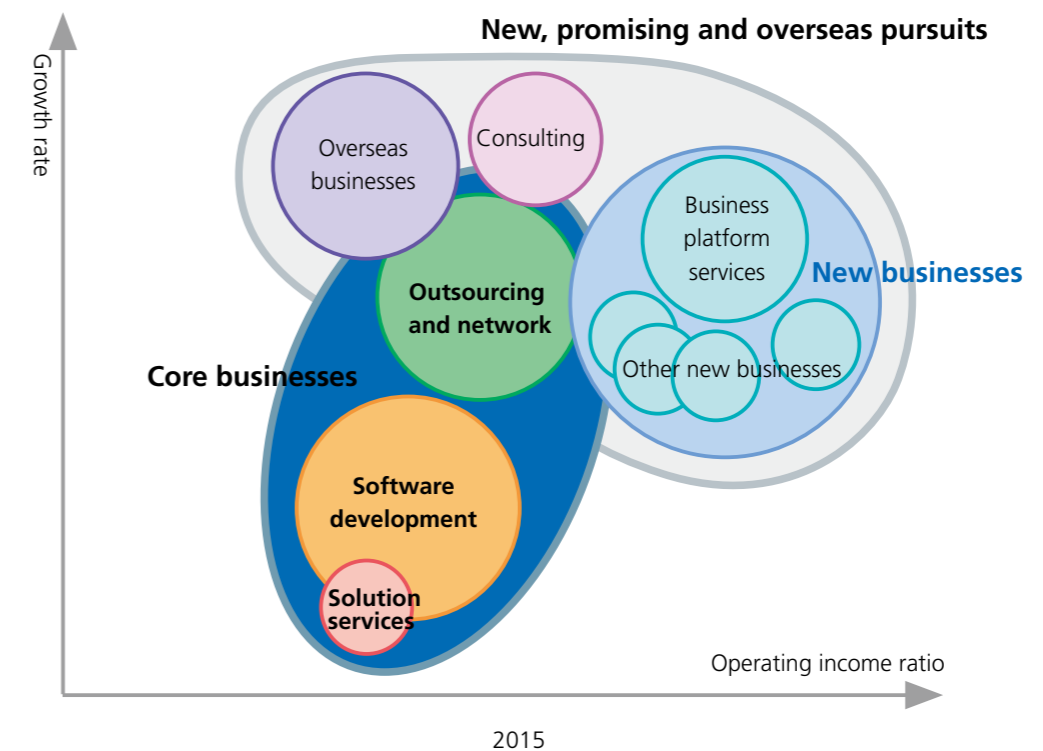 New, promising and overseas pursuits
Growth rate
Overseas
businesses
Consulting
Business
platform
services
New businesses
Outsourcing
and network
Other new businesses
Core businesses
Software
development
Solution
services
Operating income ratio
2015